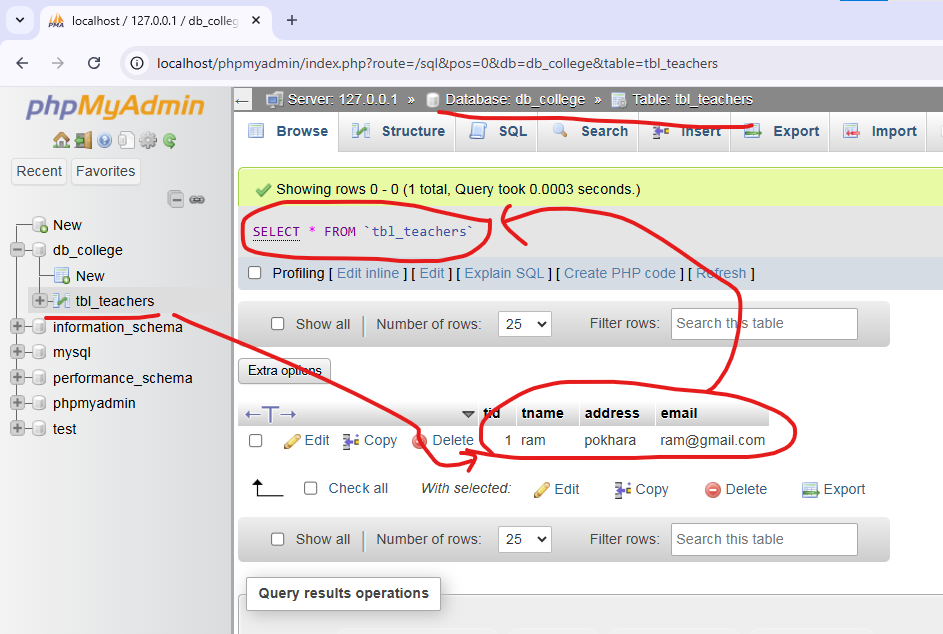 localhost / 127.0.0.1 / db_colleg
localhost/phpmyadmin/index.php?route=/sql&pos=0&db=db_college&table=tbl_teachers
phpMyAdmin
Recent Favorites
New
db_college
New
tbl_teachers
information_schema
mysql
performance_schema
phpmyadmin
test
Server: 127.0.0.1 » Database: db_college » Table: tbl_teachers
Browse Structure SQL Search Insert Export Import
Showing rows 0 - 0 (1 total, Query took 0.0003 seconds.)
SELECT * FROM `tbl_teachers`
Profiling [ Edit inline ] [ Edit ] [ Explain SQL ] [ Create PHP code ] [ Refresh ]
Show all Number of rows: 25 Filter rows: Search this table
Extra options
←T→ tid tname address email
Edit Copy Delete 1 ram pokhara ram@gmail.com
Check all With selected: Edit Copy Delete Export
Show all Number of rows: 25 Filter rows: Search this table
Query results operations